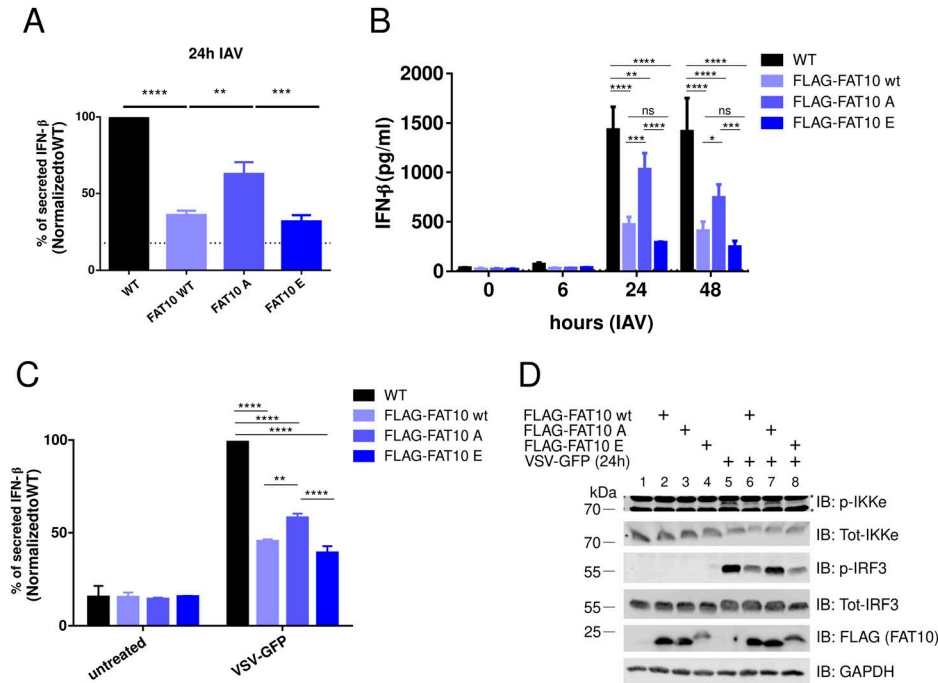 A
24h IAV
**** ** ***
% of secreted IFN-β
(NormalizedtoWT)
100
50
0
WT
FAT10 WT
FAT10 A
FAT10 E
B
WT
FLAG-FAT10 wt
FLAG-FAT10 A
FLAG-FAT10 E
IFN-β (pg/ml)
2000
1500
1000
500
0
****
**
****
ns
****
***
****
****
****
ns
***
*
0 6 24 48
hours (IAV)
C
WT
FLAG-FAT10 wt
FLAG-FAT10 A
FLAG-FAT10 E
% of secreted IFN-β
(NormalizedtoWT)
100
50
0
****
****
****
**
****
untreated
VSV-GFP
D
FLAG-FAT10 wt + +
FLAG-FAT10 A + +
FLAG-FAT10 E + +
VSV-GFP (24h) + + + +
kDa 1 2 3 4 5 6 7 8
70 IB: p-IKKe
70 IB: Tot-IKKe
55 IB: p-IRF3
55 IB: Tot-IRF3
25 IB: FLAG (FAT10)
IB: GAPDH